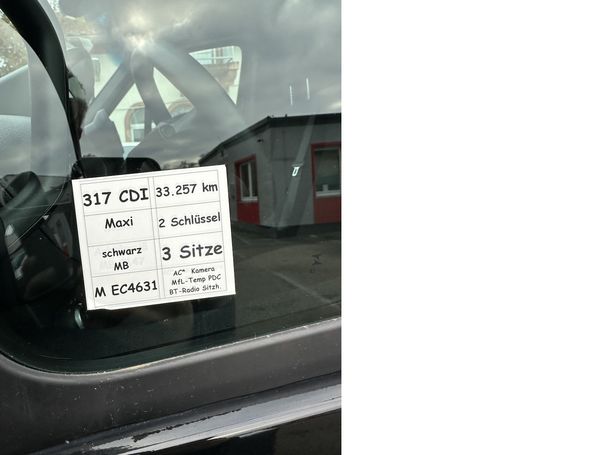 317 CDI
33.257 km
Maxi
2 Schlüssel
schwarz
MB
3 Sitze
M EC4631
AC* Kamera
MfL-Temp PDC
BT-Radio Sitzh.